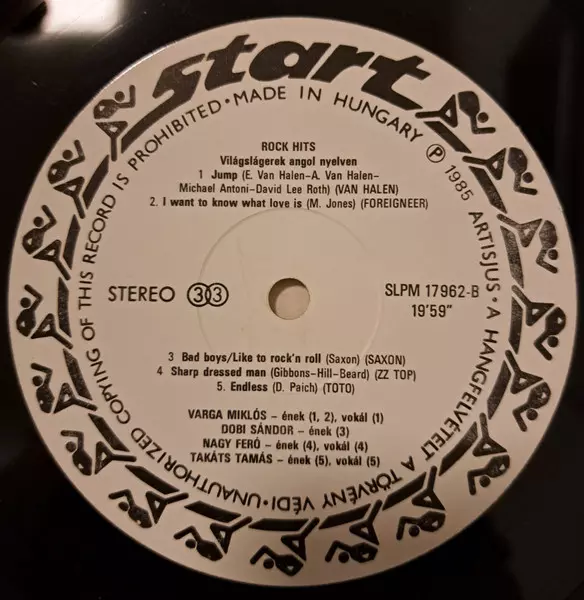 start
UNAUTHORIZED COPYING OF THIS RECORD IS PROHIBITED • MADE IN HUNGARY Ⓟ 1985 ARTISJUS • A HANGFELVÉTELT A TÖRVÉNY VÉDI •
ROCK HITS
Világslágerek angol nyelven
1 Jump (E. Van Halen–A. Van Halen–
Michael Antoni–David Lee Roth) (VAN HALEN)
2. I want to know what love is (M. Jones) (FOREIGNEER)
STEREO 33
SLPM 17962-B
19'59"
3 Bad boys/Like to rock'n roll (Saxon) (SAXON)
4 Sharp dressed man (Gibbons–Hill–Beard) (ZZ TOP)
5. Endless (D. Paich) (TOTO)
VARGA MIKLÓS – ének (1, 2), vokál (1)
DOBI SÁNDOR – ének (3)
NAGY FERÓ – ének (4), vokál (4)
TAKÁTS TAMÁS – ének (5), vokál (5)